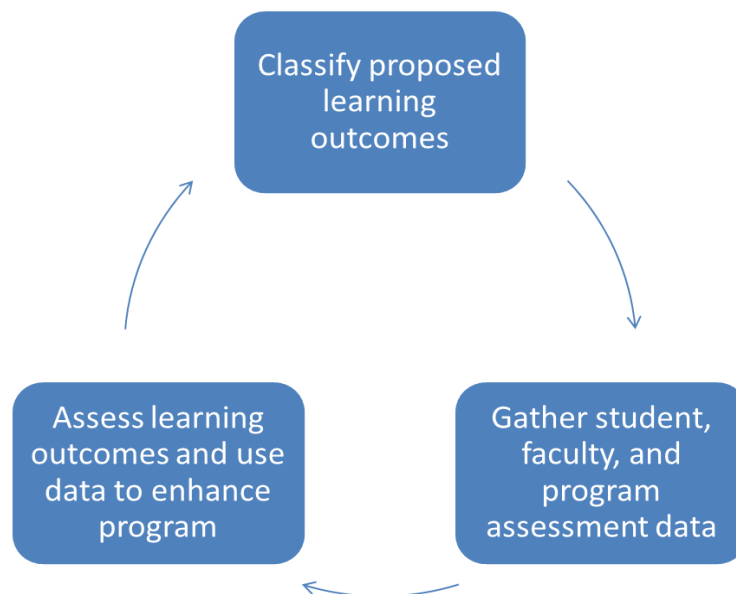 Classify proposed
learning
outcomes
Gather student,
faculty, and
program
assessment data
Assess learning
outcomes and use
data to enhance
program